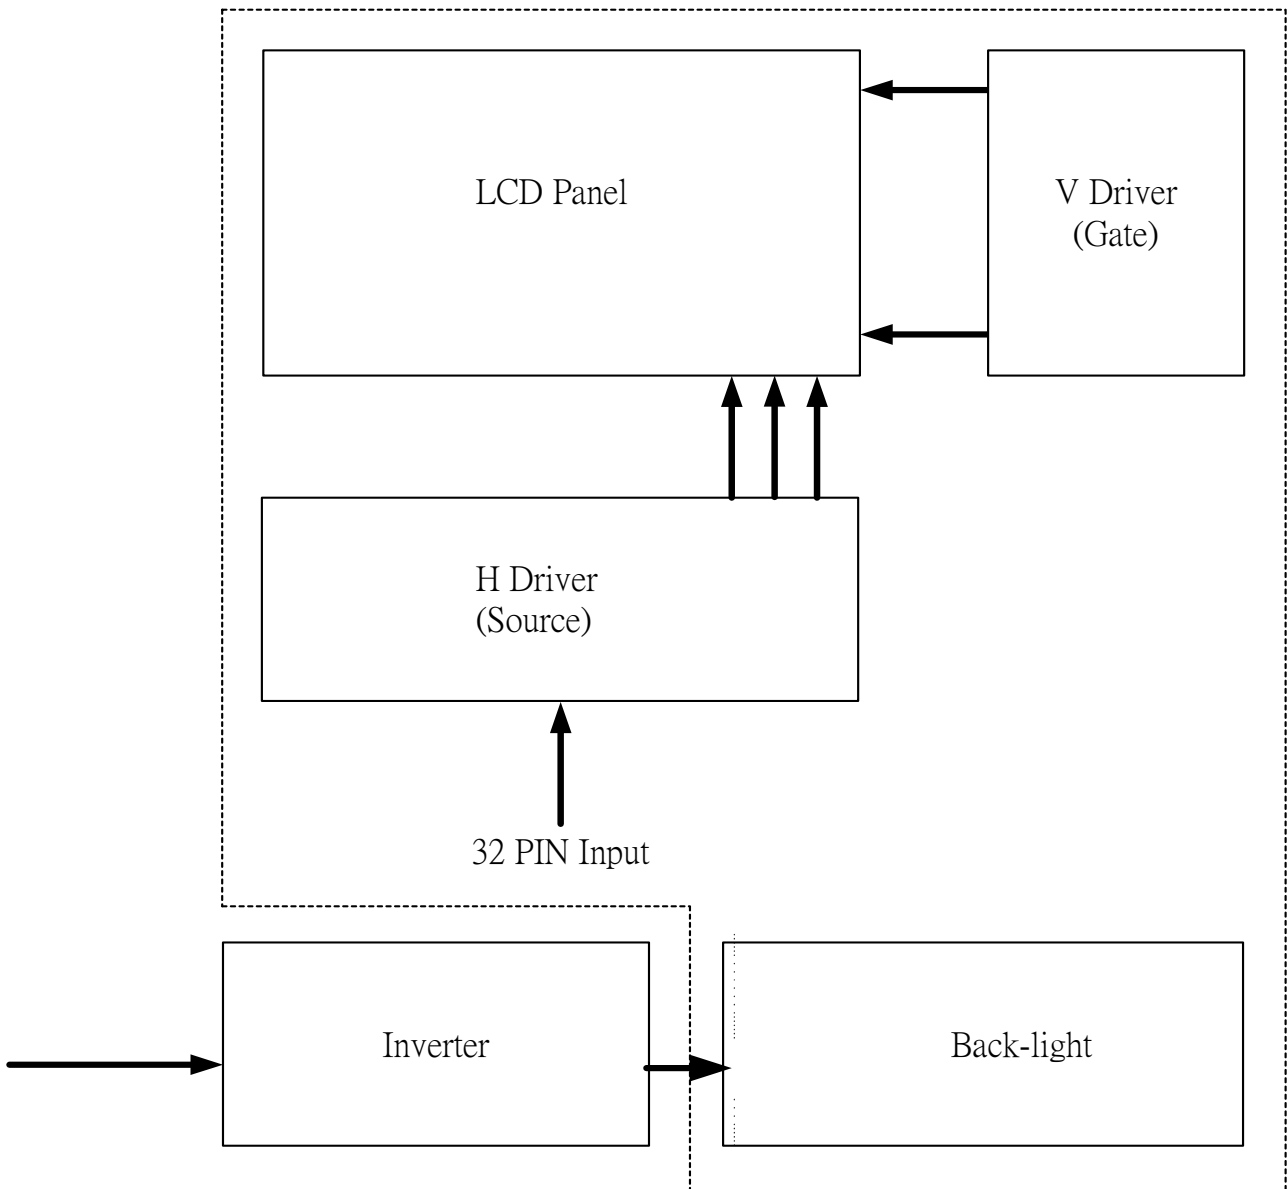 LCD Panel
V Driver
(Gate)
H Driver
(Source)
32 PIN Input
Inverter
Back-light